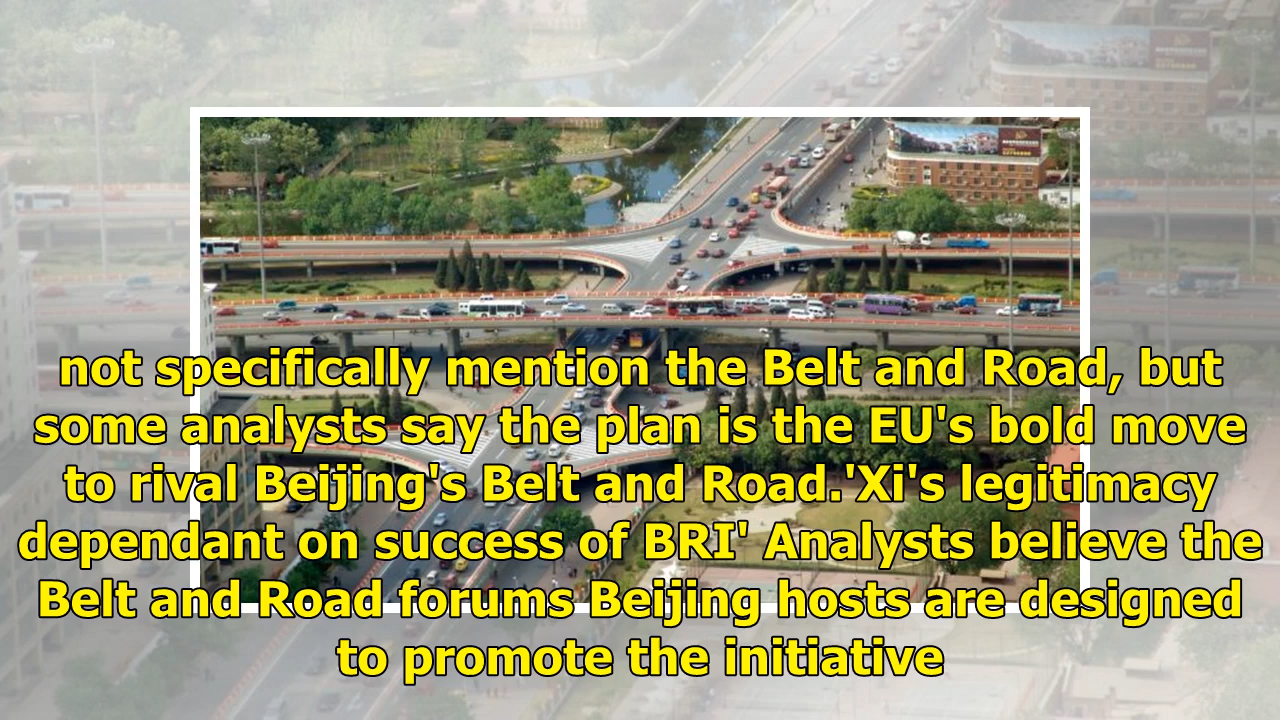 not specifically mention the Belt and Road, but
some analysts say the plan is the EU's bold move
to rival Beijing's Belt and Road.'Xi's legitimacy
dependant on success of BRI' Analysts believe the
Belt and Road forums Beijing hosts are designed
to promote the initiative